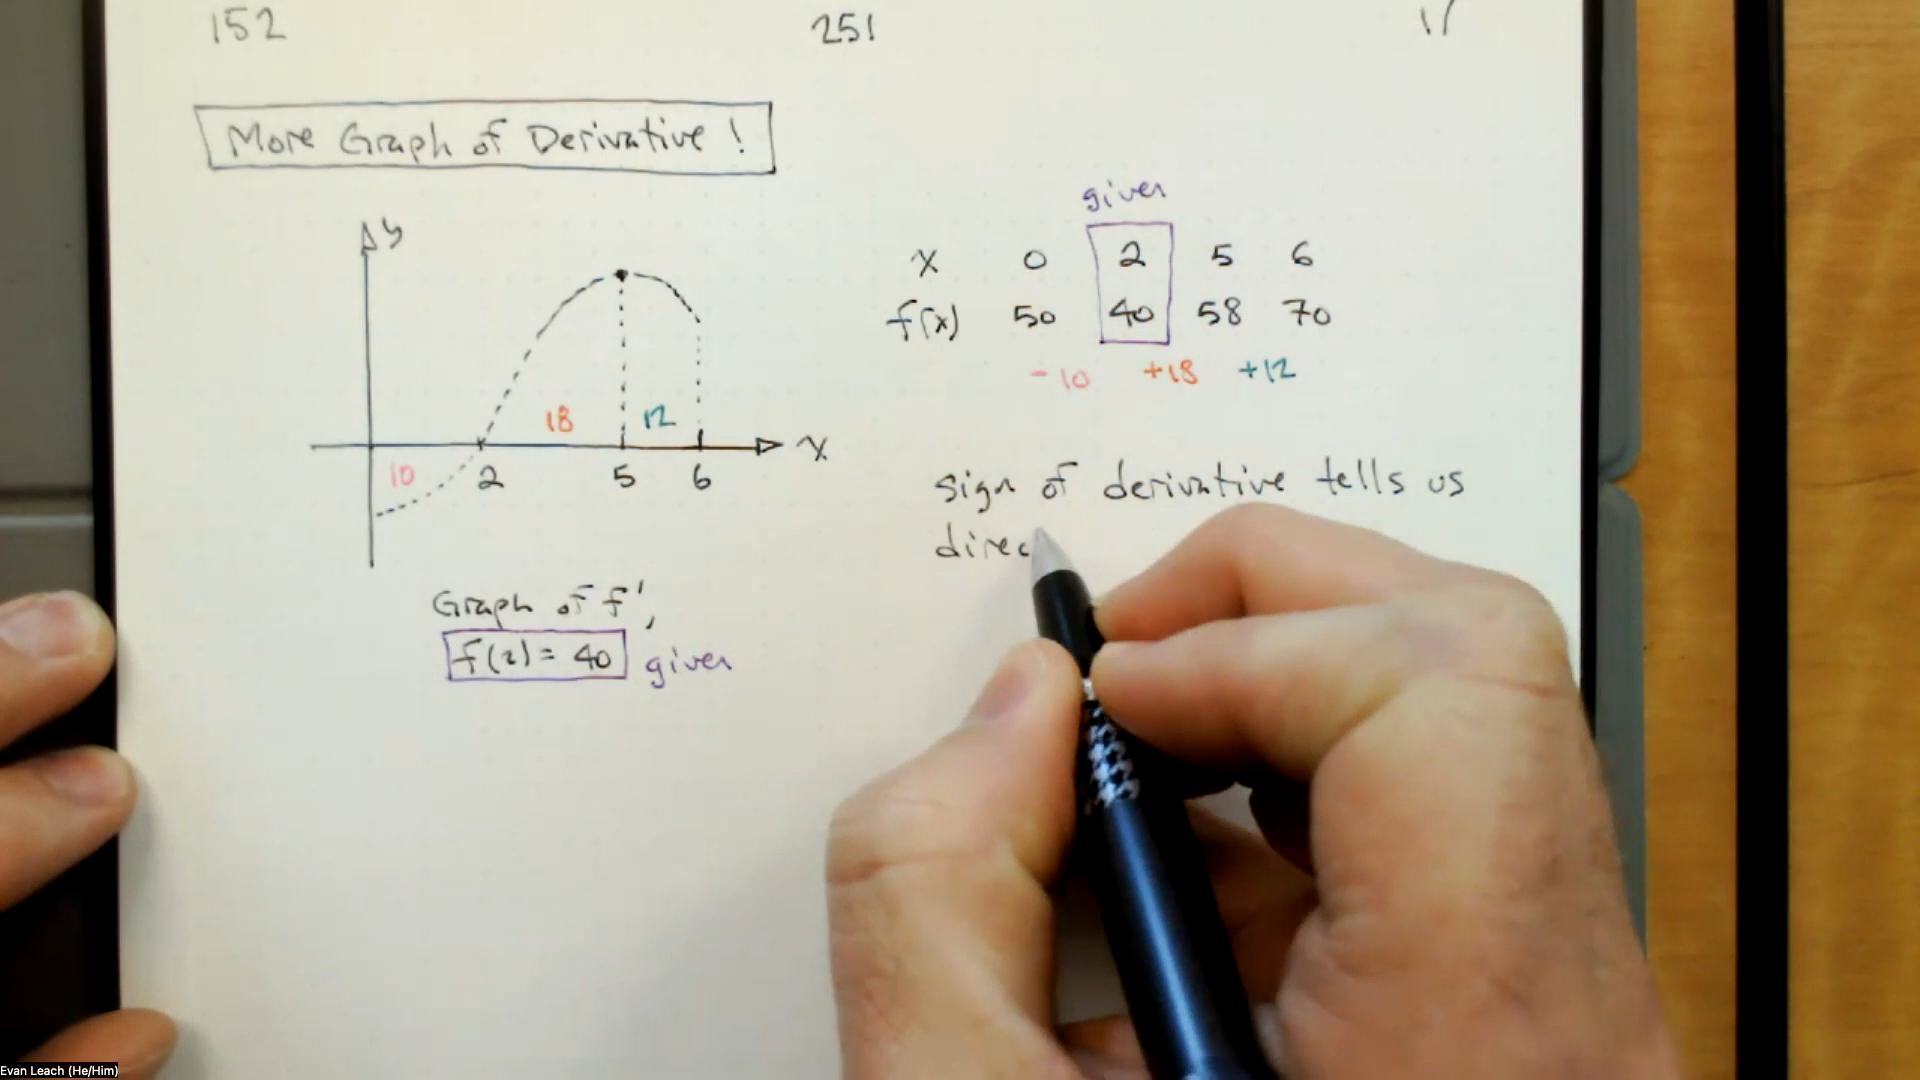 152 251
More Graph of Derivative!
y
18 12
10 2 5 6 x
Graph of f',
f(2) = 40 given
given
x 0 2 5 6
f(x) 50 40 58 70
-10 +18 +12
sign of derivative tells us
direc
Evan Leach (He/Him)